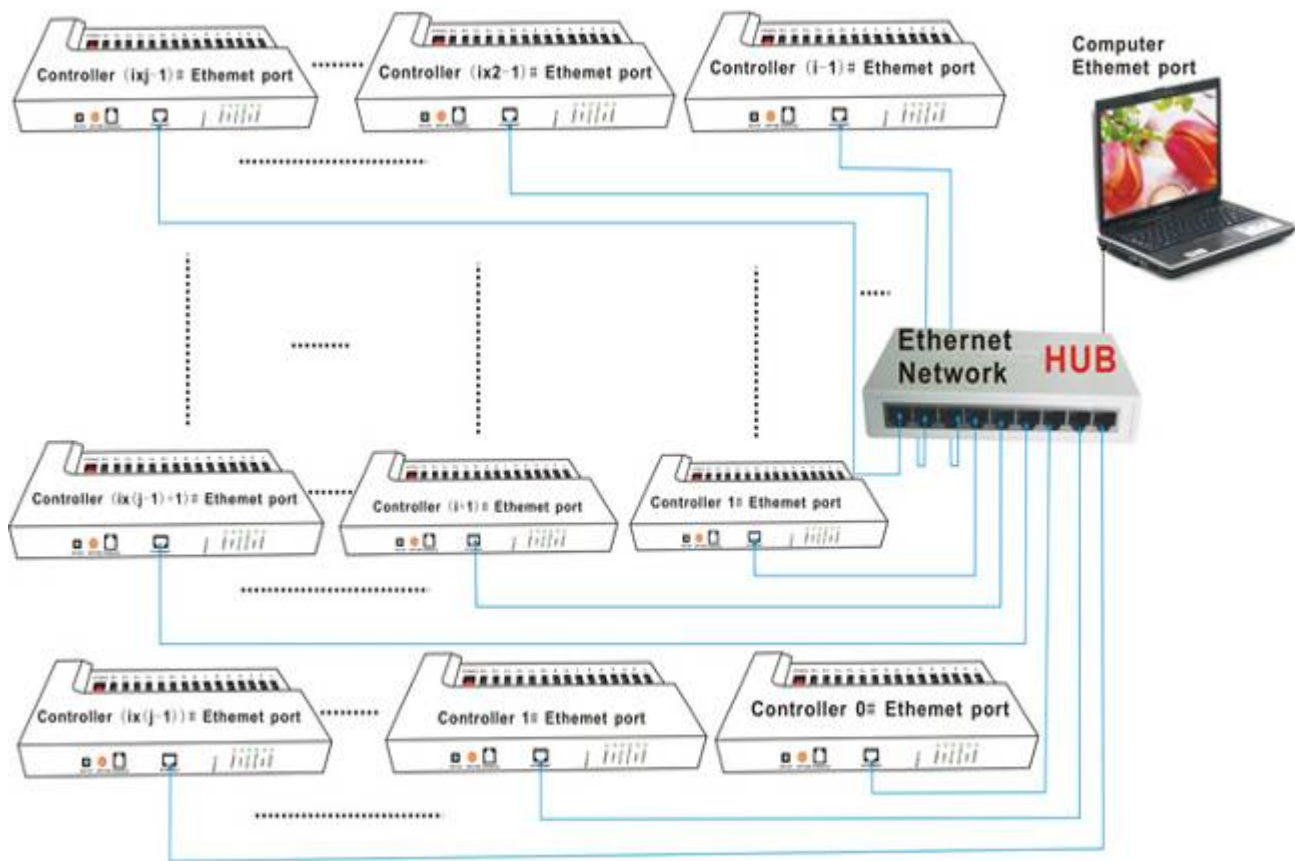 Controller (ixj-1)# Ethemet port
Controller (ix2-1)# Ethemet port
Controller (i-1)# Ethemet port
Computer
Ethemet port
Ethernet
Network
HUB
Controller (ix(j-1)+1)# Ethemet port
Controller (i+1)# Ethemet port
Controller 1# Ethemet port
Controller (ix(j-1))# Ethemet port
Controller 1# Ethemet port
Controller 0# Ethemet port